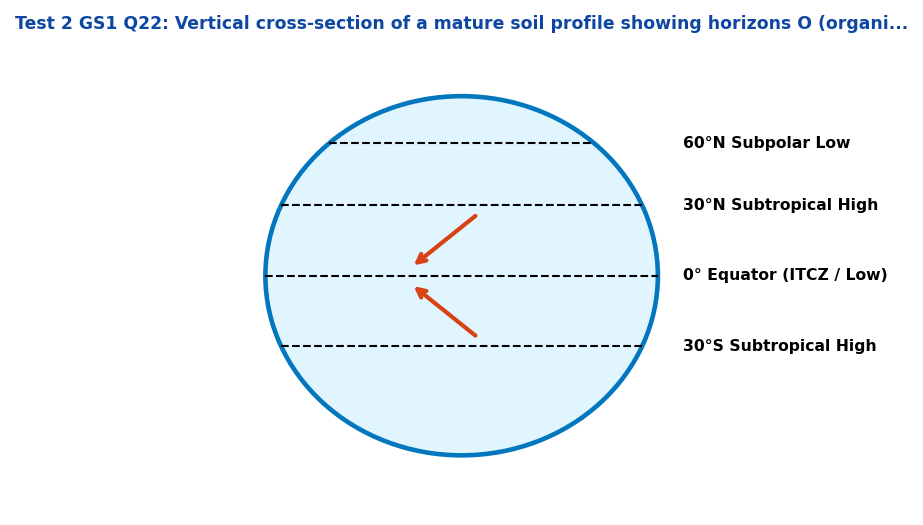 Test 2 GS1 Q22: Vertical cross-section of a mature soil profile showing horizons O (organi...
60°N Subpolar Low
30°N Subtropical High
0° Equator (ITCZ / Low)
30°S Subtropical High